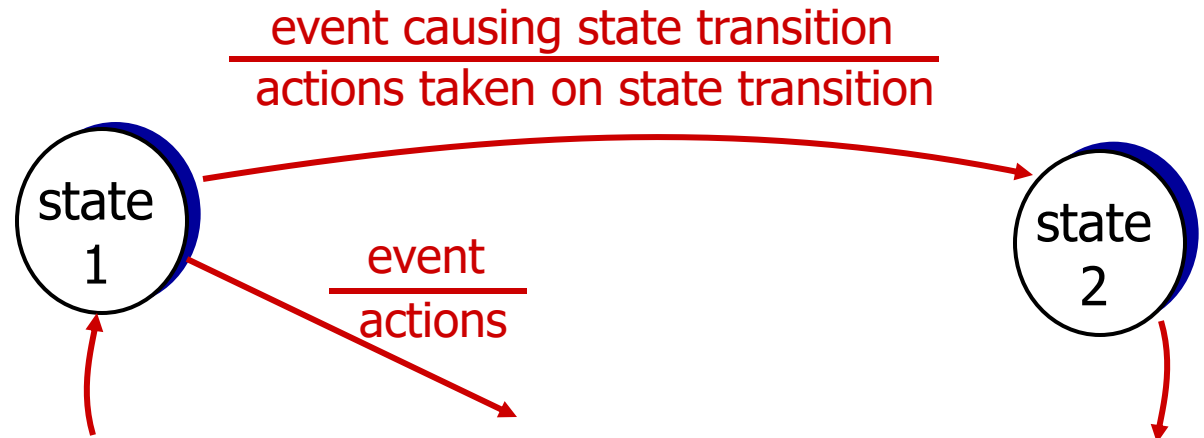 event causing state transition
actions taken on state transition
state
1
state
2
event
actions